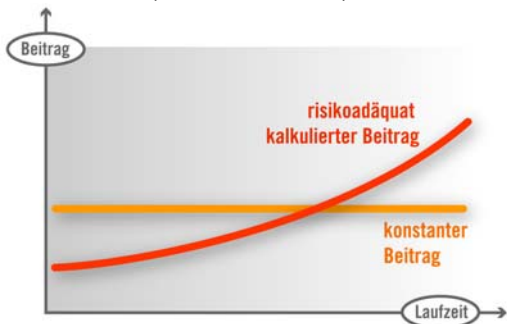 Beitrag
risikoadäquat
kalkulierter Beitrag
konstanter
Beitrag
Laufzeit